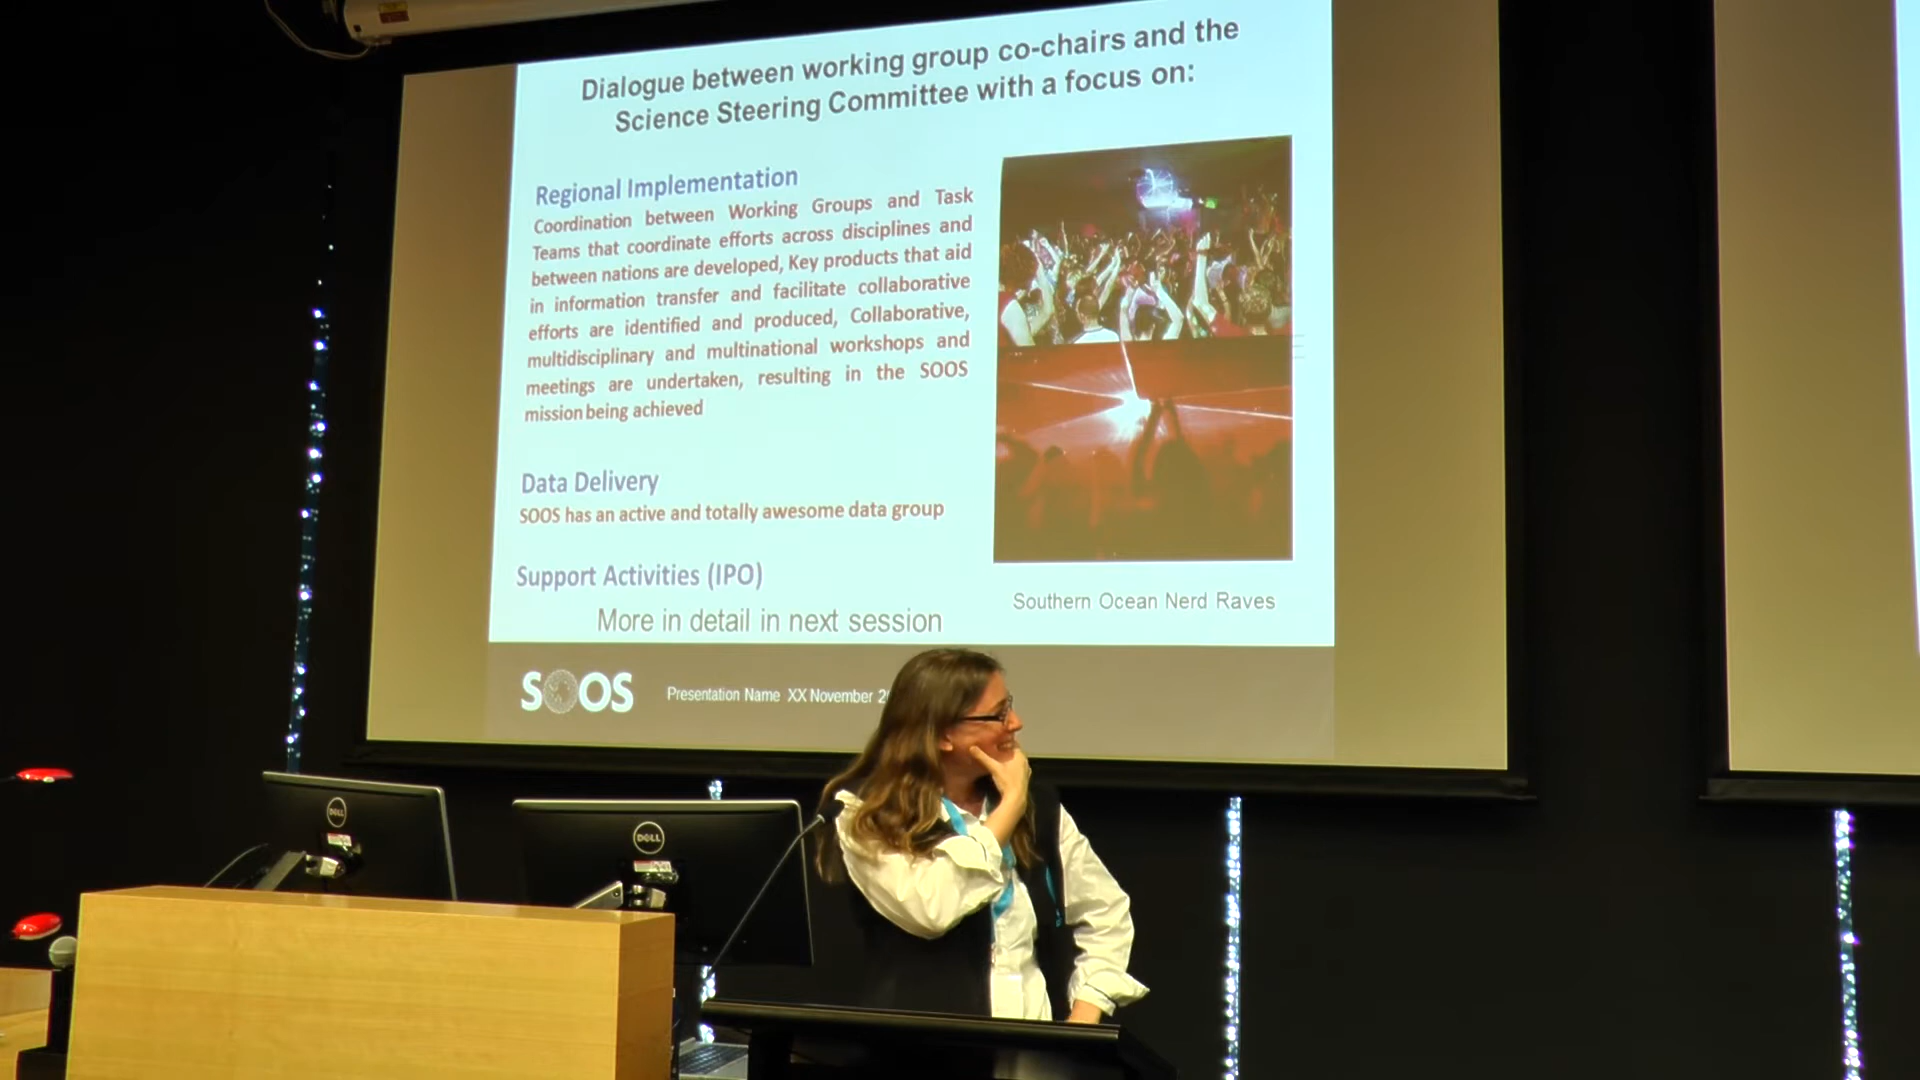 Dialogue between working group co-chairs and the
Science Steering Committee with a focus on:
Regional Implementation
Coordination between Working Groups and Task
Teams that coordinate efforts across disciplines and
between nations are developed, Key products that aid
in information transfer and facilitate collaborative
efforts are identified and produced, Collaborative,
multidisciplinary and multinational workshops and
meetings are undertaken, resulting in the SOOS
mission being achieved
Data Delivery
SOOS has an active and totally awesome data group
Support Activities (IPO)
More in detail in next session
Southern Ocean Nerd Raves
SOOS
Presentation Name XX November
DELL
DELL